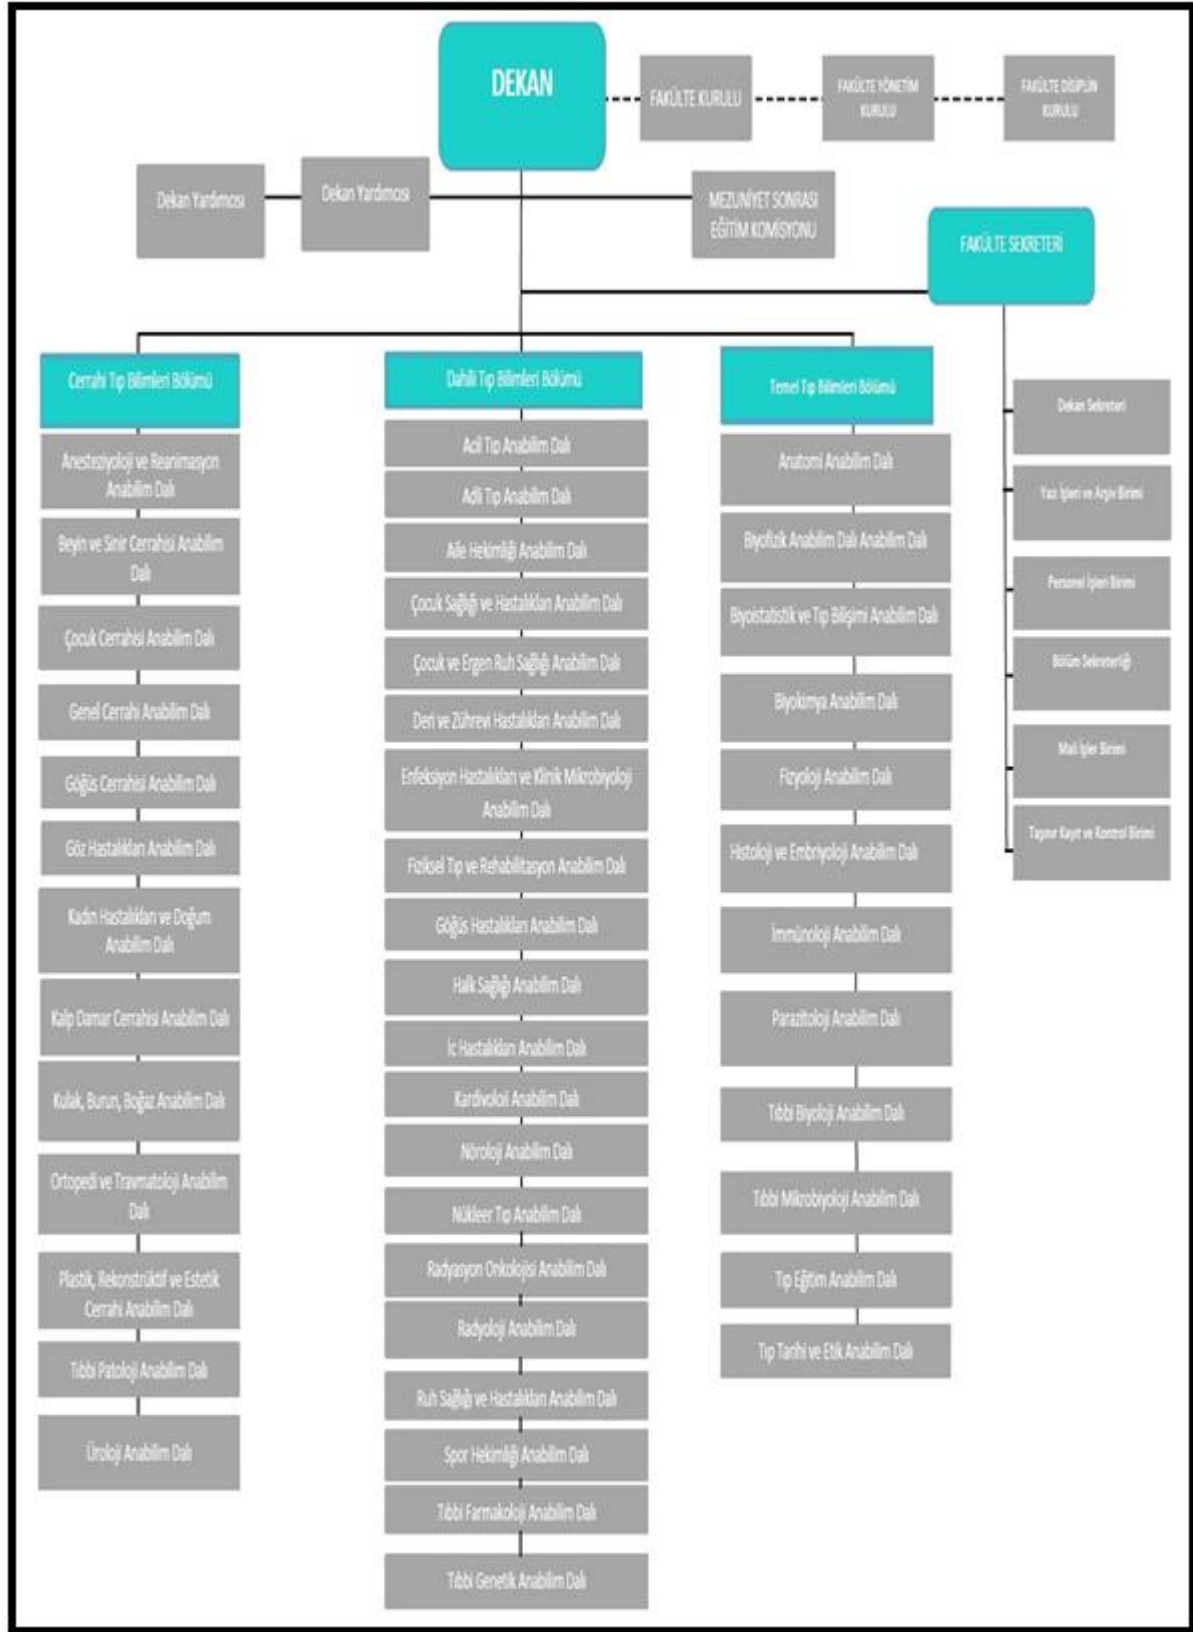 DEKAN
FAKÜLTE KURULU
FAKÜLTE YÖNETİM
KURULU
FAKÜLTE DİSİPLİN
KURULU
Dekan Yardımcısı
Dekan Yardımcısı
MEZUNİYET SONRASI
EĞİTİM KOMİSYONU
FAKÜLTE SEKRETERİ
Cerrahi Tıp Bilimleri Bölümü
Anesteziyoloji ve Reanimasyon
Anabilim Dalı
Beyin ve Sinir Cerrahisi Anabilim
Dalı
Çocuk Cerrahisi Anabilim Dalı
Genel Cerrahi Anabilim Dalı
Göğüs Cerrahisi Anabilim Dalı
Göz Hastalıkları Anabilim Dalı
Kadın Hastalıkları ve Doğum
Anabilim Dalı
Kalp Damar Cerrahisi Anabilim Dalı
Kulak, Burun, Boğaz Anabilim Dalı
Ortopedi ve Travmatoloji Anabilim
Dalı
Plastik, Rekonstrüktif ve Estetik
Cerrahi Anabilim Dalı
Tıbbi Patoloji Anabilim Dalı
Üroloji Anabilim Dalı
Dahili Tıp Bilimleri Bölümü
Acil Tıp Anabilim Dalı
Adli Tıp Anabilim Dalı
Aile Hekimliği Anabilim Dalı
Çocuk Sağlığı ve Hastalıkları Anabilim Dalı
Çocuk ve Ergen Ruh Sağlığı Anabilim Dalı
Deri ve Zührevi Hastalıkları Anabilim Dalı
Enfeksiyon Hastalıkları ve Klinik Mikrobiyoloji
Anabilim Dalı
Fiziksel Tıp ve Rehabilitasyon Anabilim Dalı
Göğüs Hastalıkları Anabilim Dalı
Halk Sağlığı Anabilim Dalı
İç Hastalıkları Anabilim Dalı
Kardiyoloji Anabilim Dalı
Nöroloji Anabilim Dalı
Nükleer Tıp Anabilim Dalı
Radyasyon Onkolojisi Anabilim Dalı
Radyoloji Anabilim Dalı
Ruh Sağlığı ve Hastalıkları Anabilim Dalı
Spor Hekimliği Anabilim Dalı
Tıbbi Farmakoloji Anabilim Dalı
Tıbbi Genetik Anabilim Dalı
Temel Tıp Bilimleri Bölümü
Anatomi Anabilim Dalı
Biyofizik Anabilim Dalı Anabilim Dalı
Biyoistatistik ve Tıp Bilişimi Anabilim Dalı
Biyokimya Anabilim Dalı
Fizyoloji Anabilim Dalı
Histoloji ve Embriyoloji Anabilim Dalı
İmmünoloji Anabilim Dalı
Parazitoloji Anabilim Dalı
Tıbbi Biyoloji Anabilim Dalı
Tıbbi Mikrobiyoloji Anabilim Dalı
Tıp Eğitim Anabilim Dalı
Tıp Tarihi ve Etik Anabilim Dalı
Dekan Sekreteri
Yazı İşleri ve Arşiv Birimi
Personel İşleri Birimi
Bölüm Sekreterliği
Mali İşler Birimi
Taşınır Kayıt ve Kontrol Birimi